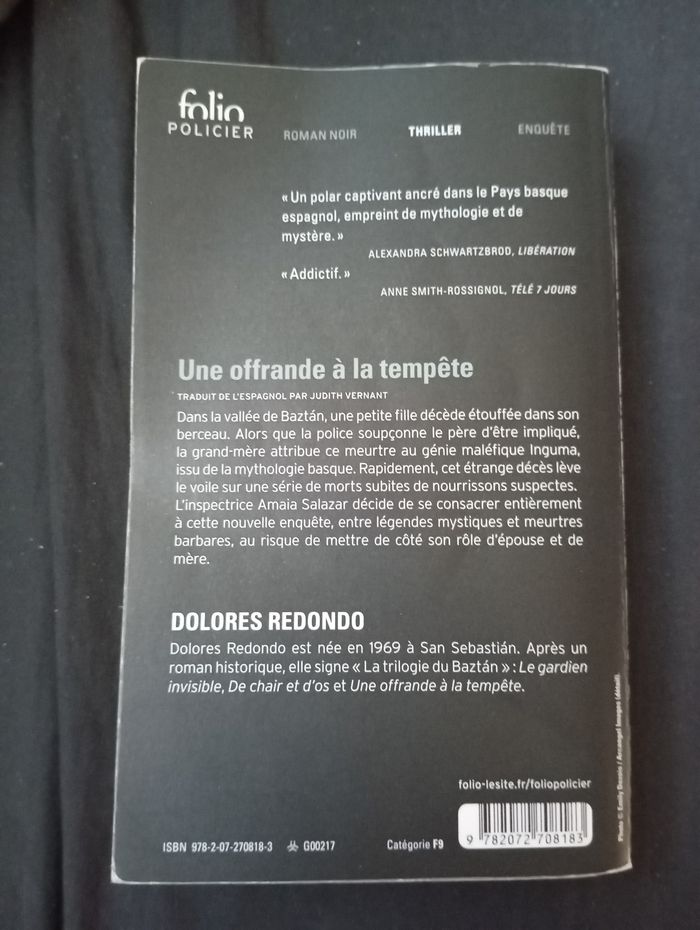 folio
POLICIER
ROMAN NOIR THRILLER ENQUÊTE
« Un polar captivant ancré dans le Pays basque
espagnol, empreint de mythologie et de
mystère. »
ALEXANDRA SCHWARTZBROD, LIBÉRATION
« Addictif. »
ANNE SMITH-ROSSIGNOL, TÉLÉ 7 JOURS
Une offrande à la tempête
TRADUIT DE L'ESPAGNOL PAR JUDITH VERNANT
Dans la vallée de Baztán, une petite fille décède étouffée dans son
berceau. Alors que la police soupçonne le père d'être impliqué,
la grand-mère attribue ce meurtre au génie maléfique Inguma,
issu de la mythologie basque. Rapidement, cet étrange décès lève
le voile sur une série de morts subites de nourrissons suspectes.
L'inspectrice Amaia Salazar décide de se consacrer entièrement
à cette nouvelle enquête, entre légendes mystiques et meurtres
barbares, au risque de mettre de côté son rôle d'épouse et de
mère.
DOLORES REDONDO
Dolores Redondo est née en 1969 à San Sebastián. Après un
roman historique, elle signe « La trilogie du Baztán » : Le gardien
invisible, De chair et d'os et Une offrande à la tempête.
folio-lesite.fr/foliopolicier
ISBN 978-2-07-270818-3 G00217 Catégorie F9
9 782072 708183
Photo © Emily Denis / Arcangel Images (détail).